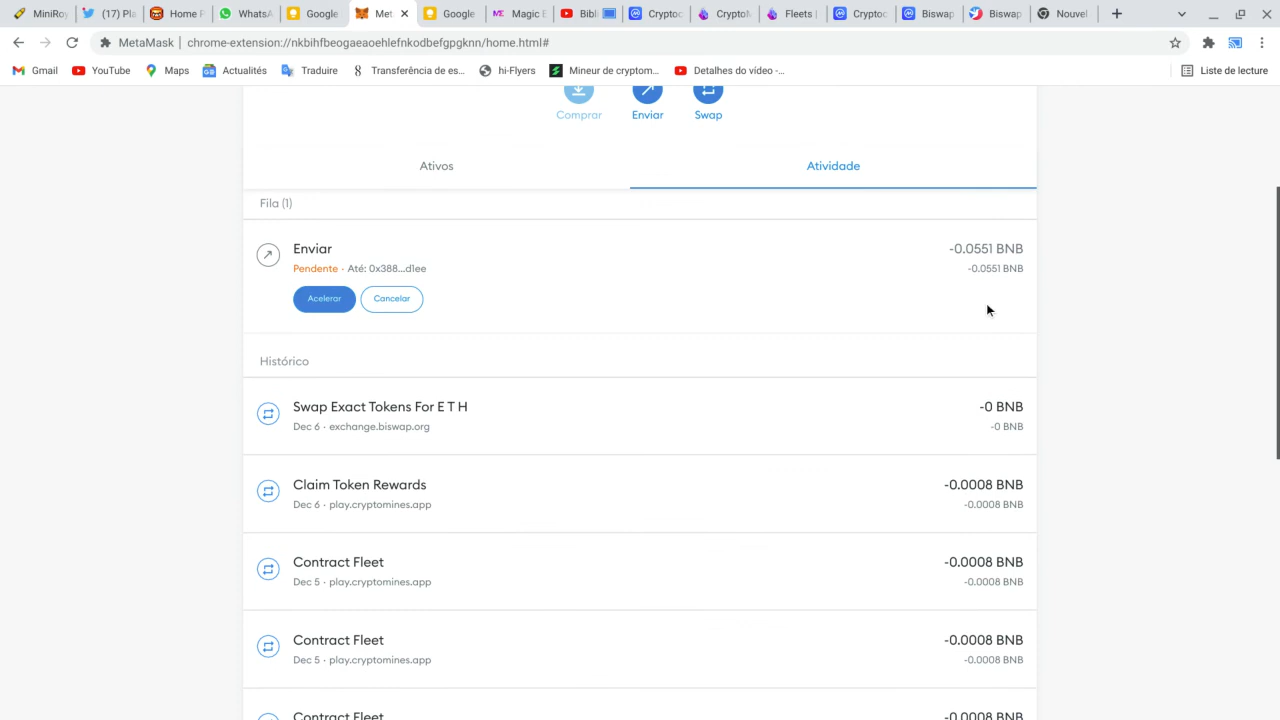 MiniRoy
(17) Pla
Home P
WhatsA
Google
Met
Google
Magic E
Bibli
Cryptoc
CryptoM
Fleets |
Cryptoc
Biswap
Biswap
Nouvel
MetaMask | chrome-extension://nkbihfbeogaeaoehlefnkodbefgpgknn/home.html#
Gmail
YouTube
Maps
Actualités
Traduire
Transferência de es...
hi-Flyers
Mineur de cryptom...
Detalhes do vídeo -...
Liste de lecture
Comprar
Enviar
Swap
Ativos
Atividade
Fila (1)
Enviar
-0.0551 BNB
Pendente · Até: 0x388...d1ee
-0.0551 BNB
Acelerar
Cancelar
Histórico
Swap Exact Tokens For E T H
-0 BNB
Dec 6 · exchange.biswap.org
-0 BNB
Claim Token Rewards
-0.0008 BNB
Dec 6 · play.cryptomines.app
-0.0008 BNB
Contract Fleet
-0.0008 BNB
Dec 5 · play.cryptomines.app
-0.0008 BNB
Contract Fleet
-0.0008 BNB
Dec 5 · play.cryptomines.app
-0.0008 BNB
Contract Fleet
-0.0008 BNB